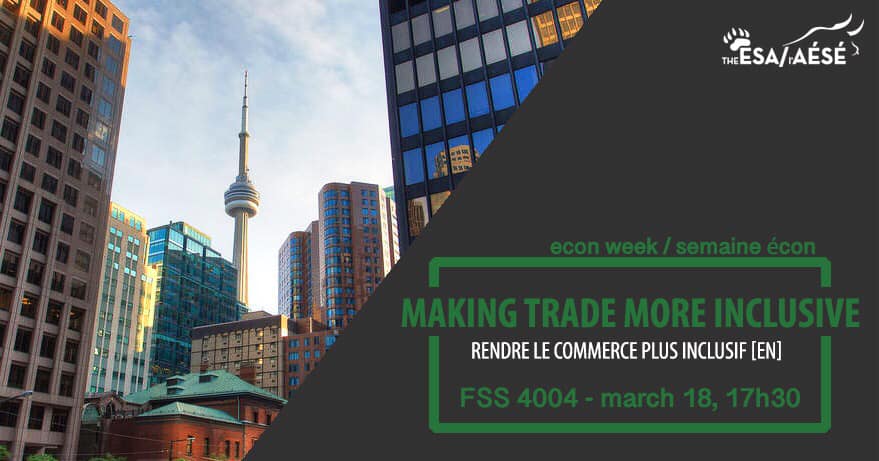 THE ESA/l'AÉSÉ
econ week / semaine écon
MAKING TRADE MORE INCLUSIVE
RENDRE LE COMMERCE PLUS INCLUSIF [EN]
FSS 4004 - march 18, 17h30